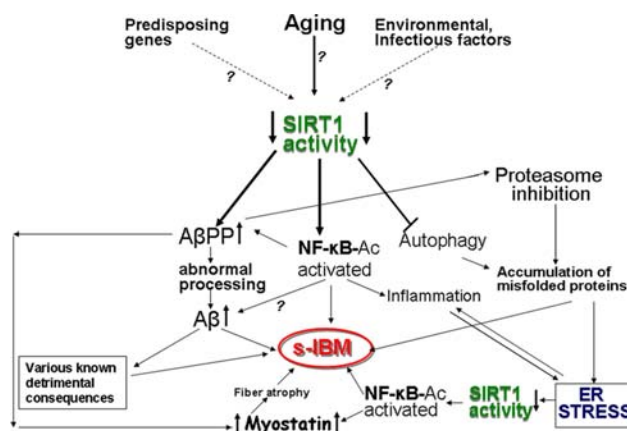 Predisposing
genes
Aging
Environmental,
Infectious factors
?
?
?
SIRT1
activity
Proteasome
inhibition
AβPP
NF-κB-Ac
activated
Autophagy
abnormal
processing
Accumulation of
misfolded proteins
?
Inflammation
Aβ
s-IBM
Various known
detrimental
consequences
Fiber atrophy
NF-κB-Ac
activated
SIRT1
activity
ER
STRESS
Myostatin